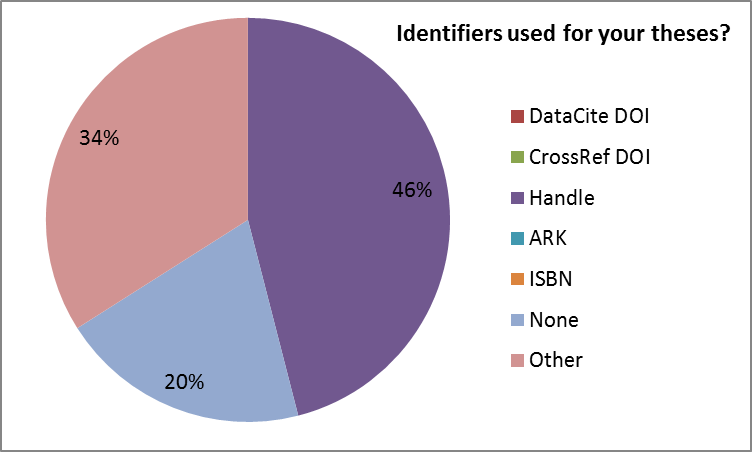 Identifiers used for your theses?
34%
46%
20%
DataCite DOI
CrossRef DOI
Handle
ARK
ISBN
None
Other